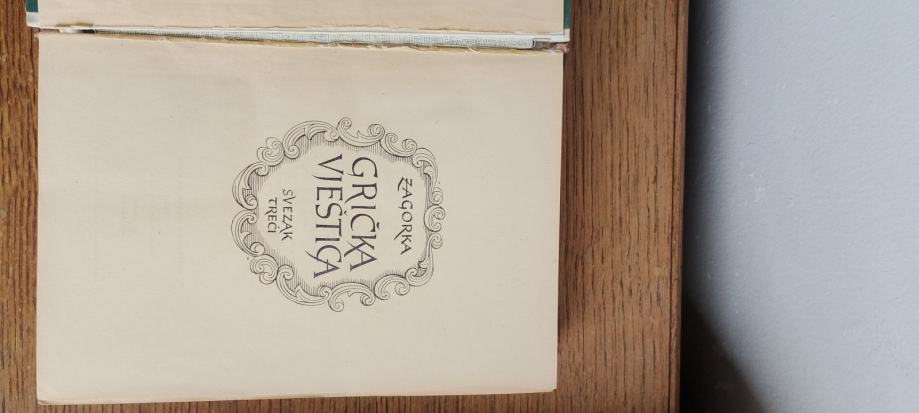 ZAGORKA
GRIČKA
VJEŠTICA
SVEZAK
TREĆI